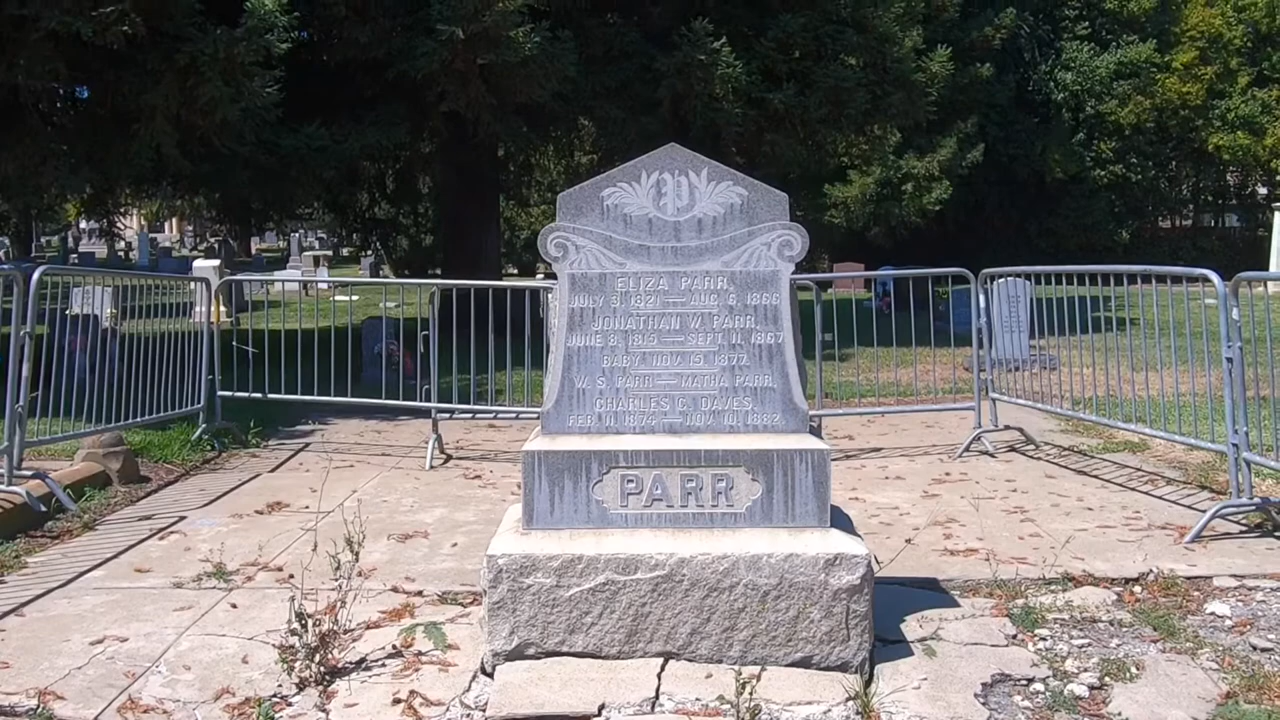 P
ELIZA PARR,
JULY 3, 1821 — AUG. 6, 1866
JONATHAN W. PARR,
JUNE 8, 1815 — SEPT. 11, 1867
BABY, NOV. 15, 1877.
W. S. PARR — MATHA PARR,
CHARLES C. DAVES,
FEB. 11, 1874 — NOV. 10, 1882.
PARR